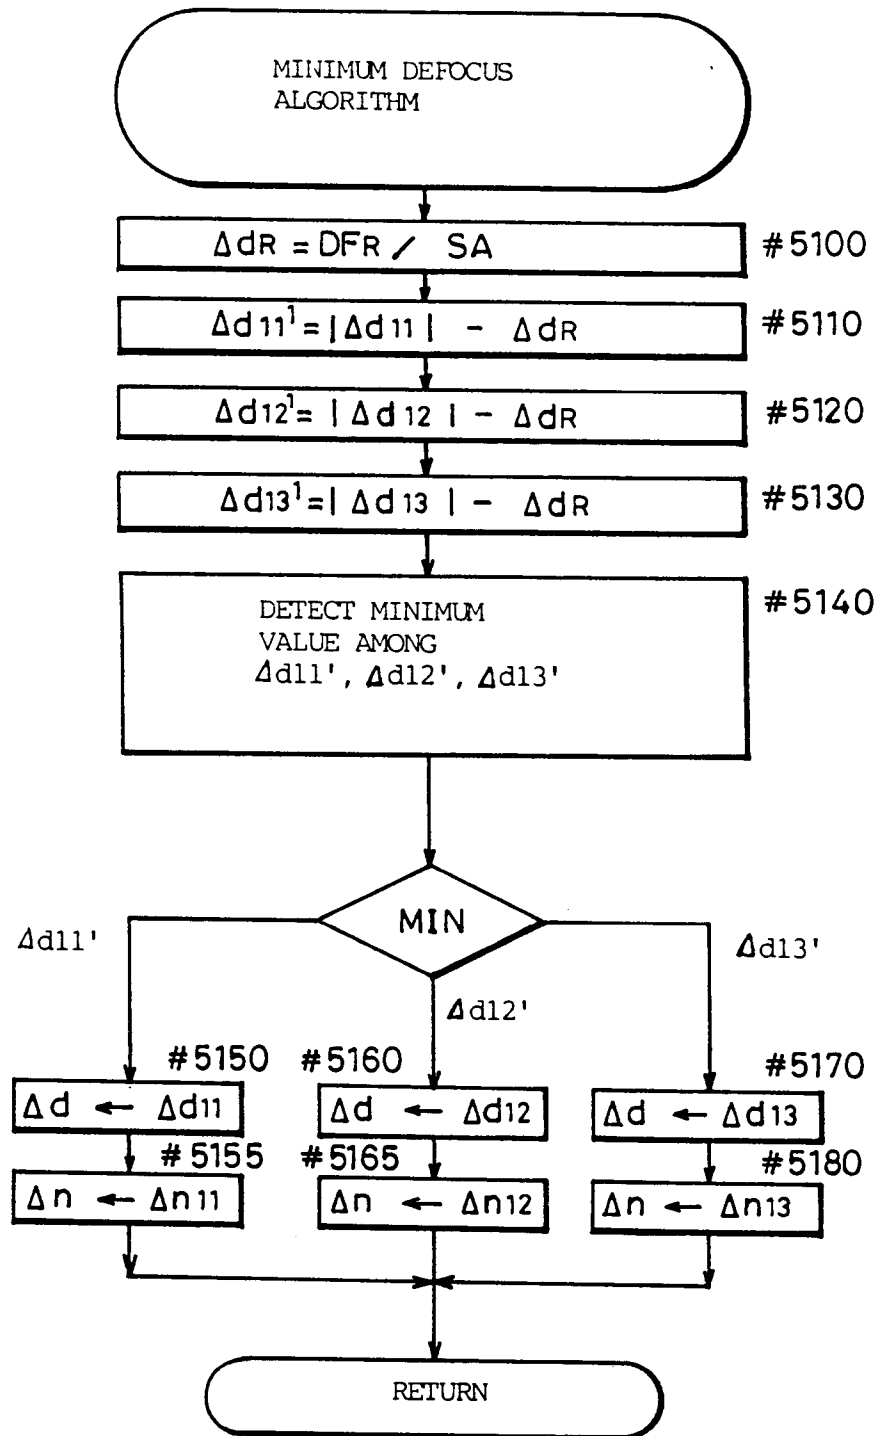 MINIMUM DEFOCUS
ALGORITHM
ΔdR = DFR / SA
#5100
Δd11' = |Δd11| - ΔdR
#5110
Δd12' = |Δd12| - ΔdR
#5120
Δd13' = |Δd13| - ΔdR
#5130
#5140
DETECT MINIMUM
VALUE AMONG
Δd11', Δd12', Δd13'
MIN
Δd11'
Δd13'
Δd12'
#5150
#5160
#5170
Δd ← Δd11
Δd ← Δd12
Δd ← Δd13
#5155
#5165
#5180
Δn ← Δn11
Δn ← Δn12
Δn ← Δn13
RETURN